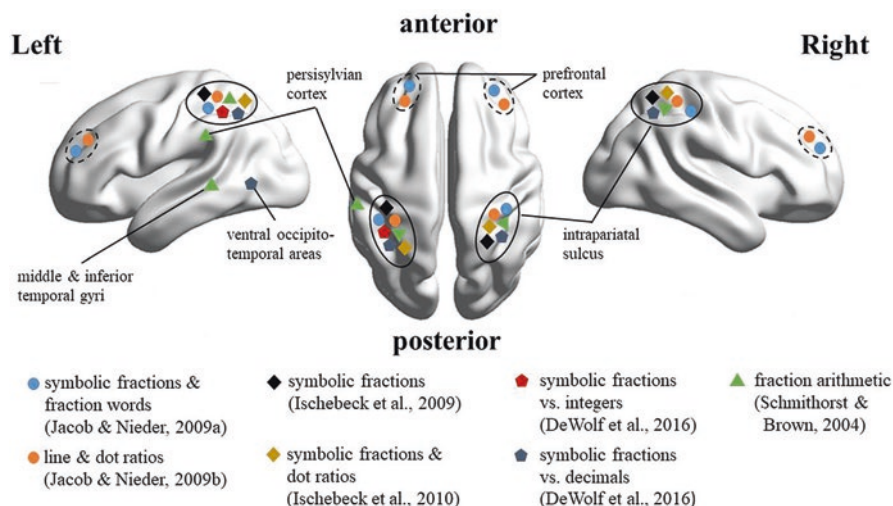 anterior
Left
Right
persisylvian
cortex
prefrontal
cortex
ventral occipito-
temporal areas
intrapariatal
sulcus
middle & inferior
temporal gyri
posterior
symbolic fractions &
fraction words
(Jacob & Nieder, 2009a)
line & dot ratios
(Jacob & Nieder, 2009b)
symbolic fractions
(Ischebeck et al., 2009)
symbolic fractions &
dot ratios
(Ischebeck et al., 2010)
symbolic fractions
vs. integers
(DeWolf et al., 2016)
symbolic fractions
vs. decimals
(DeWolf et al., 2016)
fraction arithmetic
(Schmithorst &
Brown, 2004)